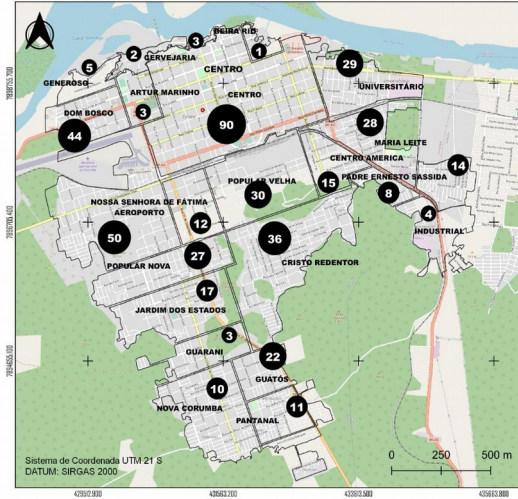 BEIRA RIO
3
2
1
CERVEJARIA
5
CENTRO
29
GENEROSO
ARTUR MARINHO
UNIVERSITÁRIO
CENTRO
DOM BOSCO
3
90
28
44
MARIA LEITE
CENTRO AMERICA
14
PADRE ERNESTO SASSIDA
POPULAR VELHA
15
30
8
NOSSA SENHORA DE FÁTIMA
AEROPORTO
12
4
INDUSTRIAL
50
36
27
CRISTO REDENTOR
POPULAR NOVA
17
JARDIM DOS ESTADOS
3
GUARANI
22
GUATÓS
10
NOVA CORUMBA
11
PANTANAL
Sistema de Coordenada UTM 21 S
DATUM: SIRGAS 2000
0 250 500 m